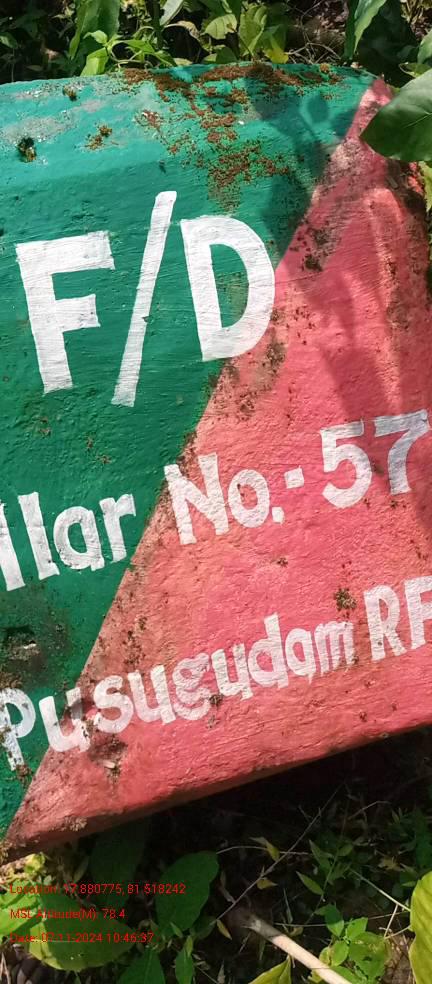 F/D
llar No.:- 57
Pusugudam RF
Location: 17.880775, 81.518242
MSL Altitude(M): 78.4
Date: 07-11-2024 10:46:37